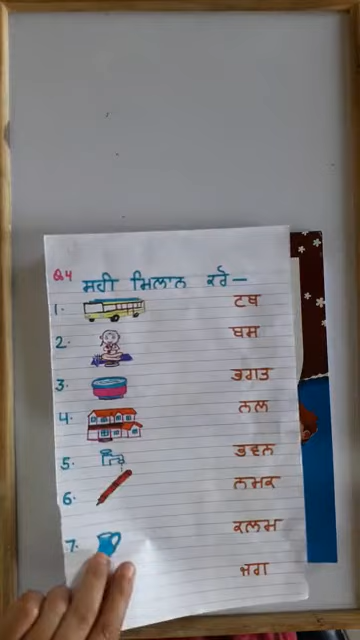 Q4 ਸਹੀ ਮਿਲਾਨ ਕਰੋ-
1. ਟਬ
2. ਬਸ
3. ਭਗਤ
4. ਨਲ
5. ਭਵਨ
6. ਨਮਕ
7. ਕਲਮ
ਜਗ